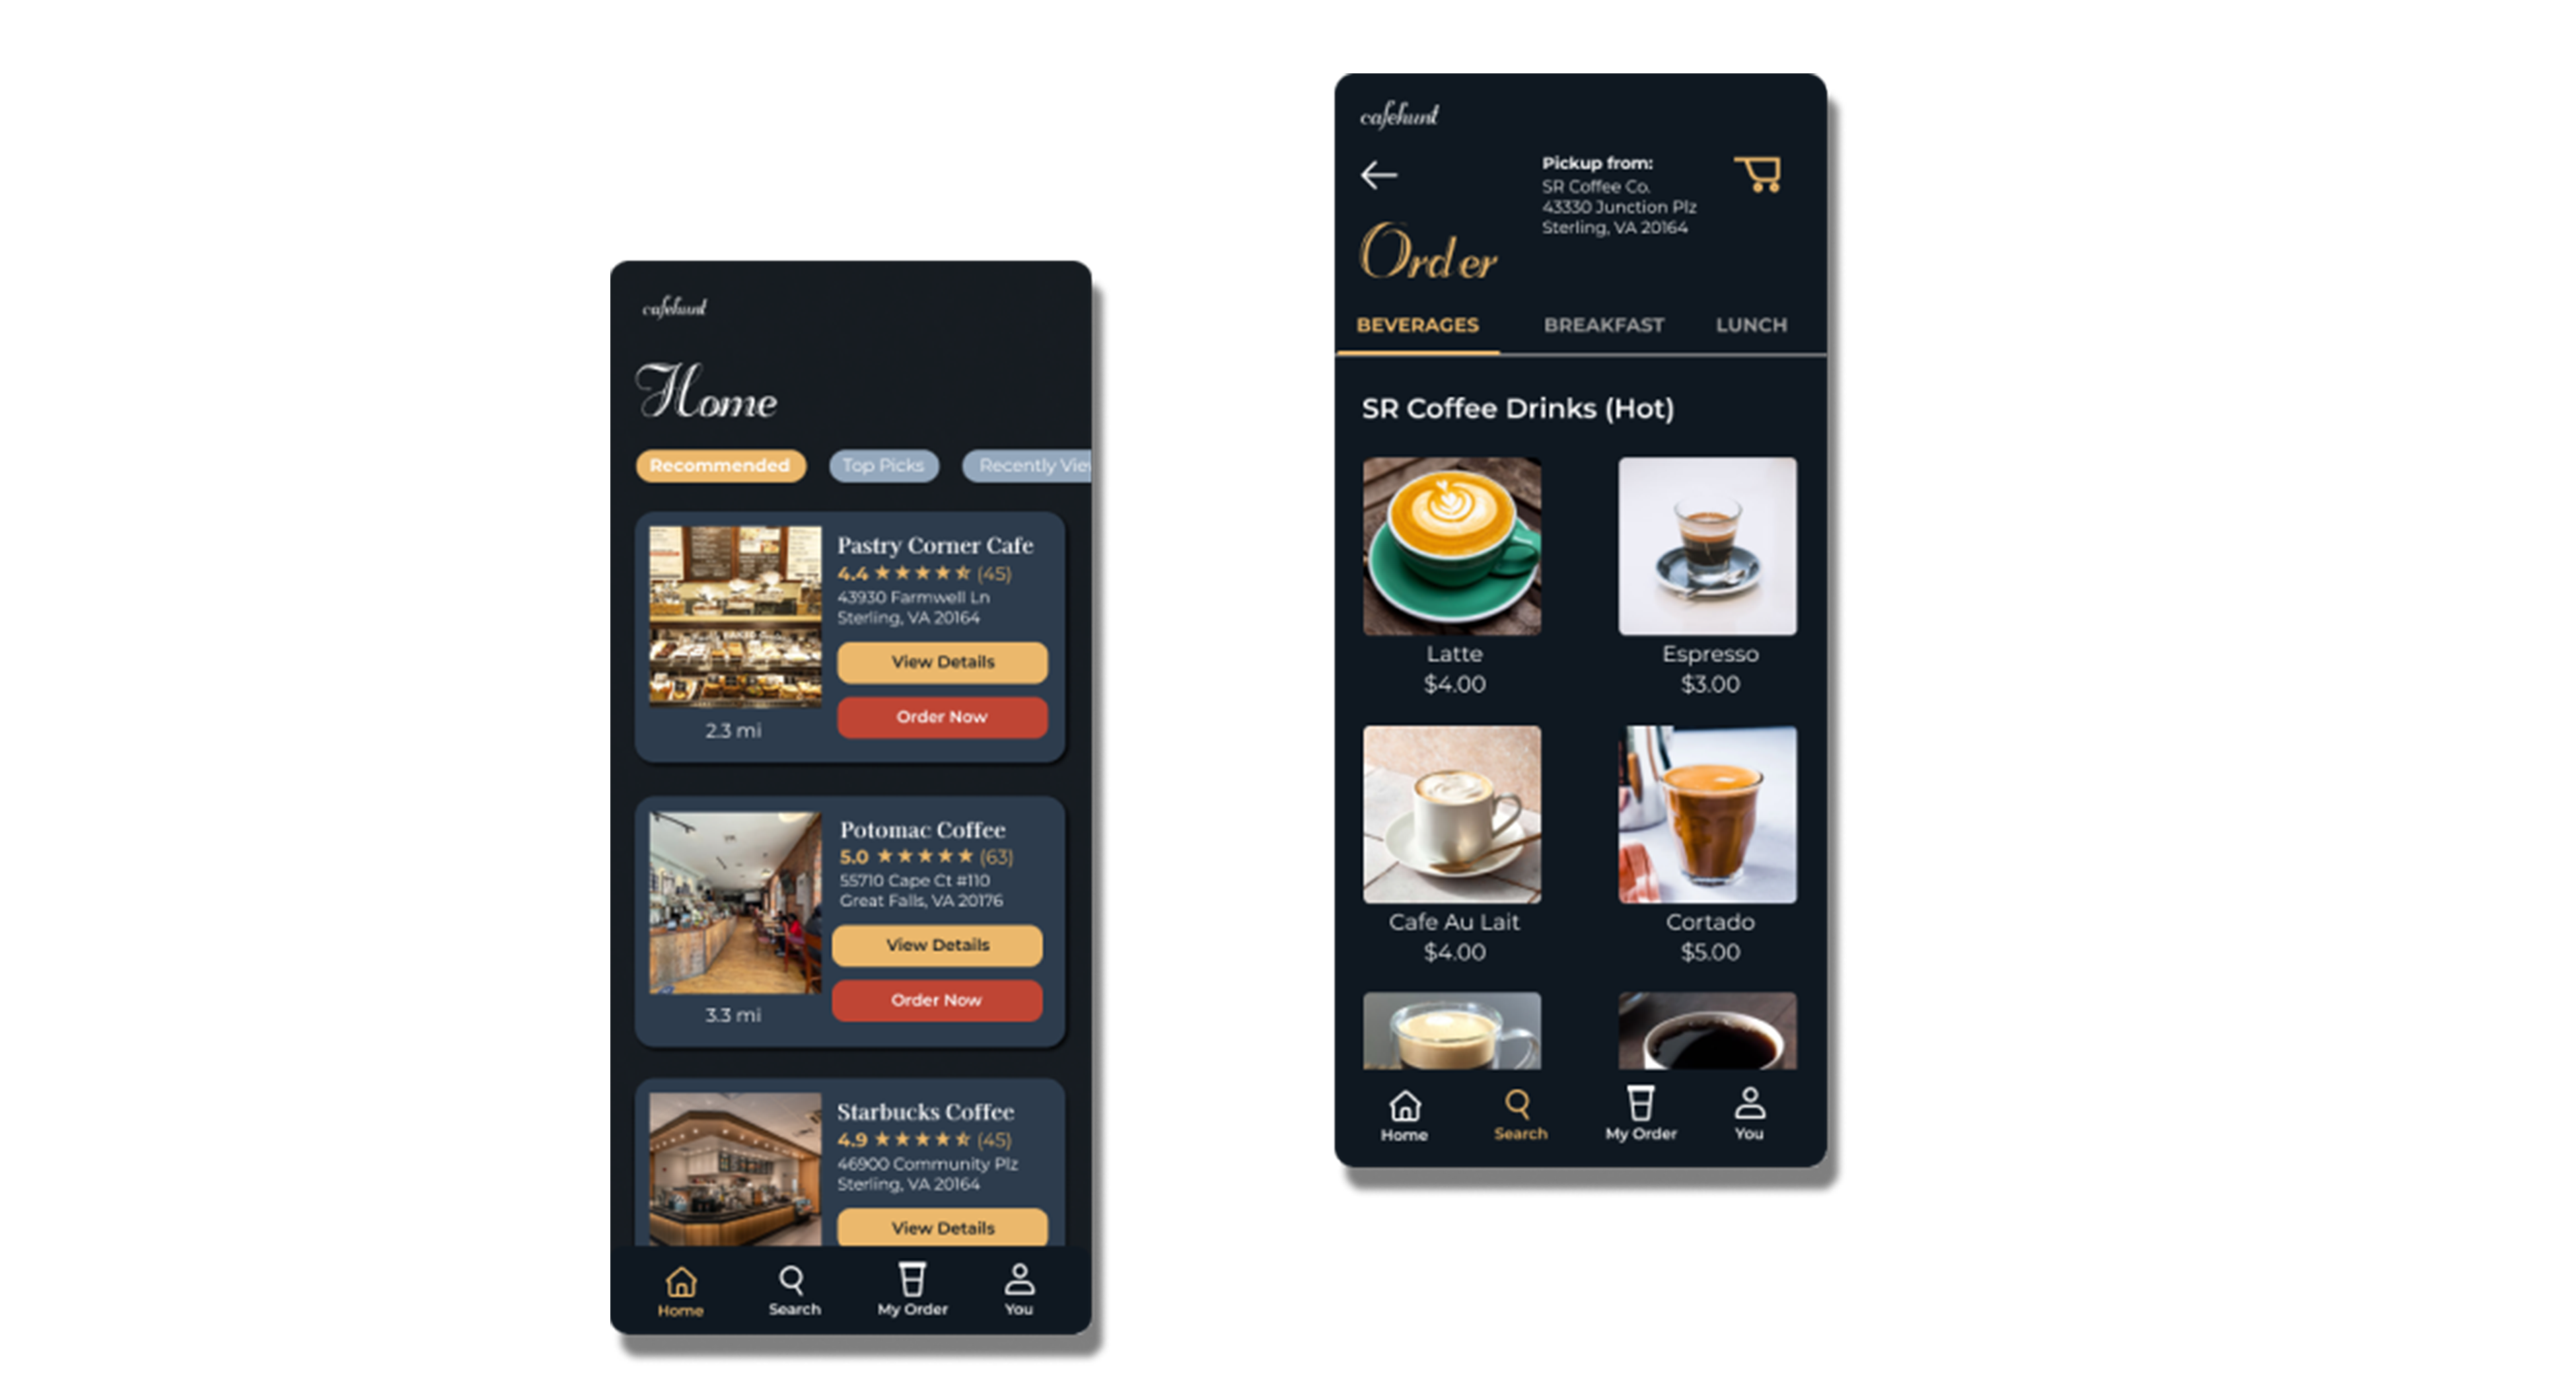 cafehunt
Home
Recommended
Top Picks
Recently Vie
Pastry Corner Cafe
4.4 ★★★★⯪ (45)
43930 Farmwell Ln
Sterling, VA 20164
View Details
Order Now
2.3 mi
Potomac Coffee
5.0 ★★★★★ (63)
55710 Cape Ct #110
Great Falls, VA 20176
View Details
Order Now
3.3 mi
Starbucks Coffee
4.9 ★★★★⯪ (45)
46900 Community Plz
Sterling, VA 20164
View Details
Home
Search
My Order
You
cafehunt
Pickup from:
SR Coffee Co.
43330 Junction Plz
Sterling, VA 20164
Order
BEVERAGES
BREAKFAST
LUNCH
SR Coffee Drinks (Hot)
Latte
$4.00
Espresso
$3.00
Cafe Au Lait
$4.00
Cortado
$5.00
Home
Search
My Order
You